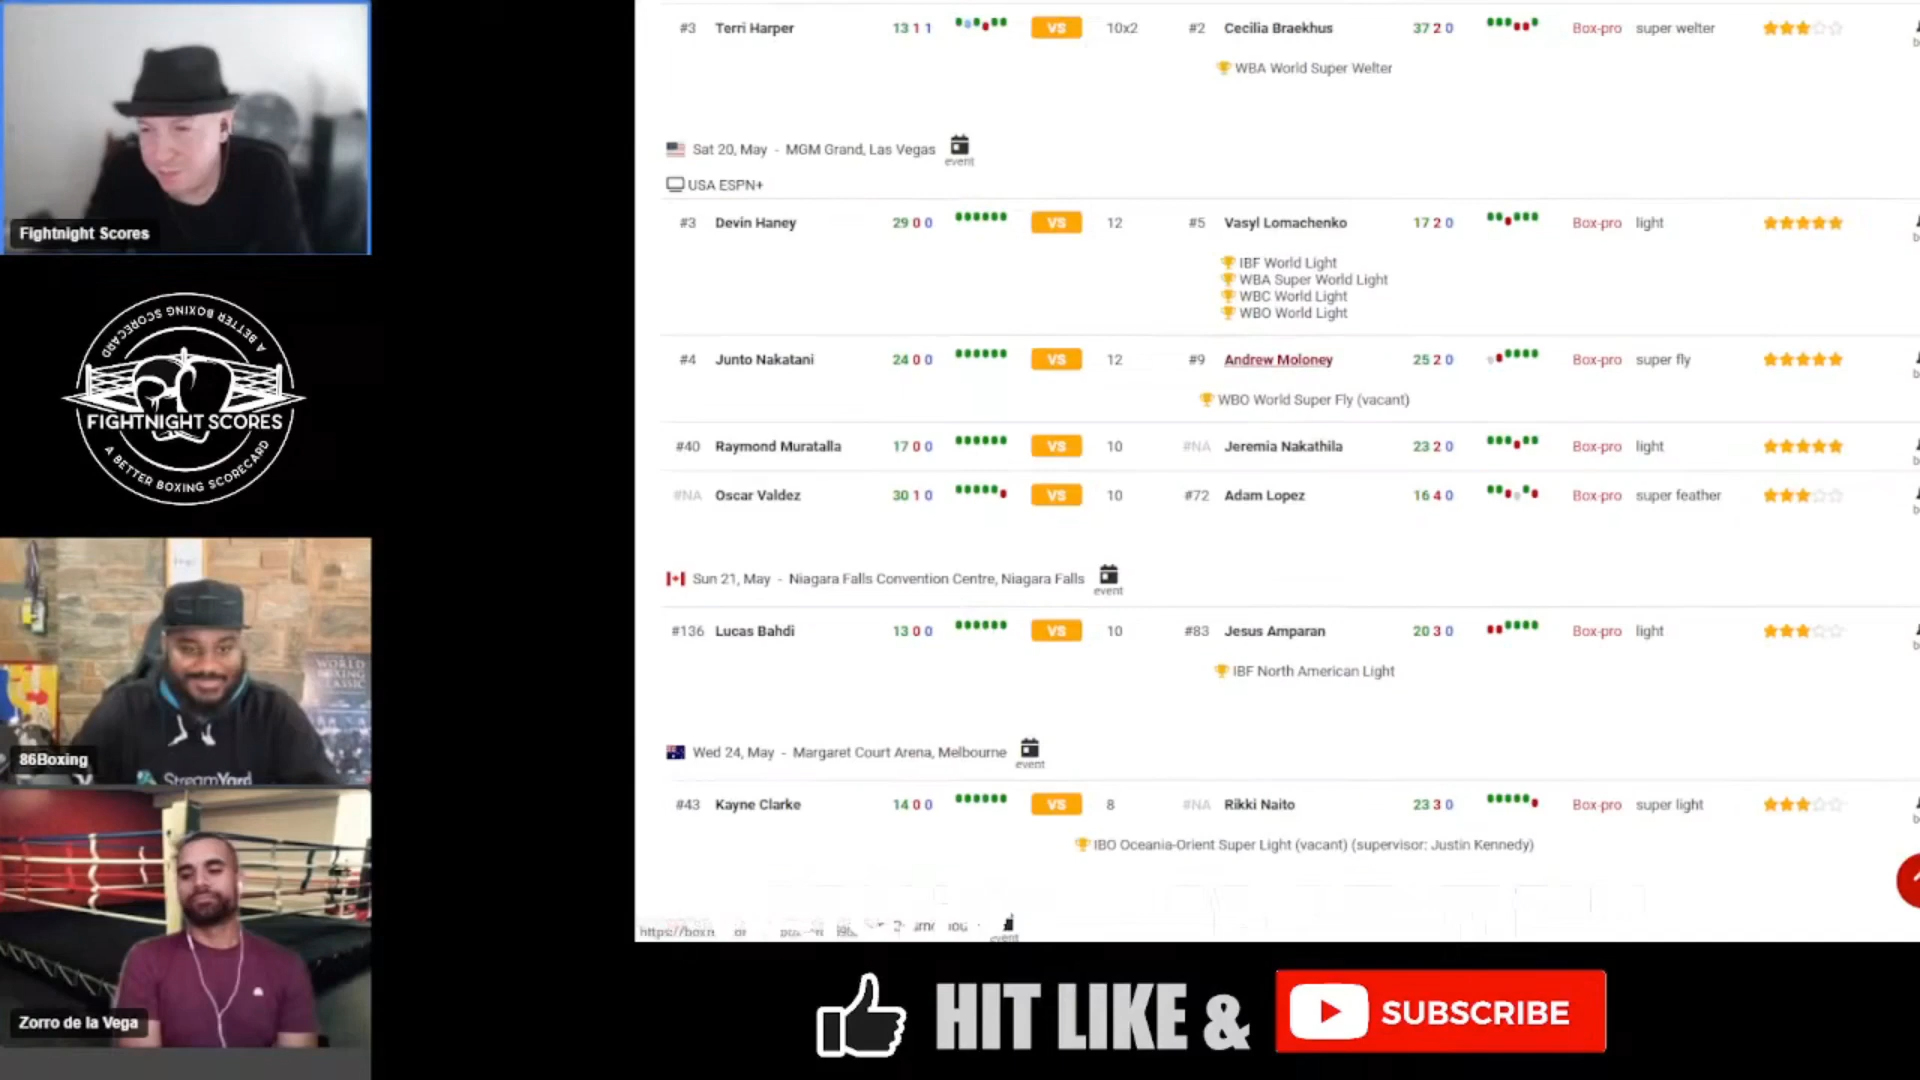 Fightnight Scores
A BETTER BOXING SCORECARD
FIGHTNIGHT SCORES
A BETTER BOXING SCORECARD
WORLD
BOXING
CLASSIC
86Boxing
StreamYard
Zorro de la Vega
#3 Terri Harper 13 1 1 VS 10x2 #2 Cecilia Braekhus 37 2 0 Box-pro super welter
WBA World Super Welter
Sat 20, May - MGM Grand, Las Vegas event
USA ESPN+
#3 Devin Haney 29 0 0 VS 12 #5 Vasyl Lomachenko 17 2 0 Box-pro light
IBF World Light
WBA Super World Light
WBC World Light
WBO World Light
#4 Junto Nakatani 24 0 0 VS 12 #9 Andrew Moloney 25 2 0 Box-pro super fly
WBO World Super Fly (vacant)
#40 Raymond Muratalla 17 0 0 VS 10 #NA Jeremia Nakathila 23 2 0 Box-pro light
#NA Oscar Valdez 30 1 0 VS 10 #72 Adam Lopez 16 4 0 Box-pro super feather
Sun 21, May - Niagara Falls Convention Centre, Niagara Falls event
#136 Lucas Bahdi 13 0 0 VS 10 #83 Jesus Amparan 20 3 0 Box-pro light
IBF North American Light
Wed 24, May - Margaret Court Arena, Melbourne event
#43 Kayne Clarke 14 0 0 VS 8 #NA Rikki Naito 23 3 0 Box-pro super light
IBO Oceania-Orient Super Light (vacant) (supervisor: Justin Kennedy)
event
HIT LIKE & SUBSCRIBE